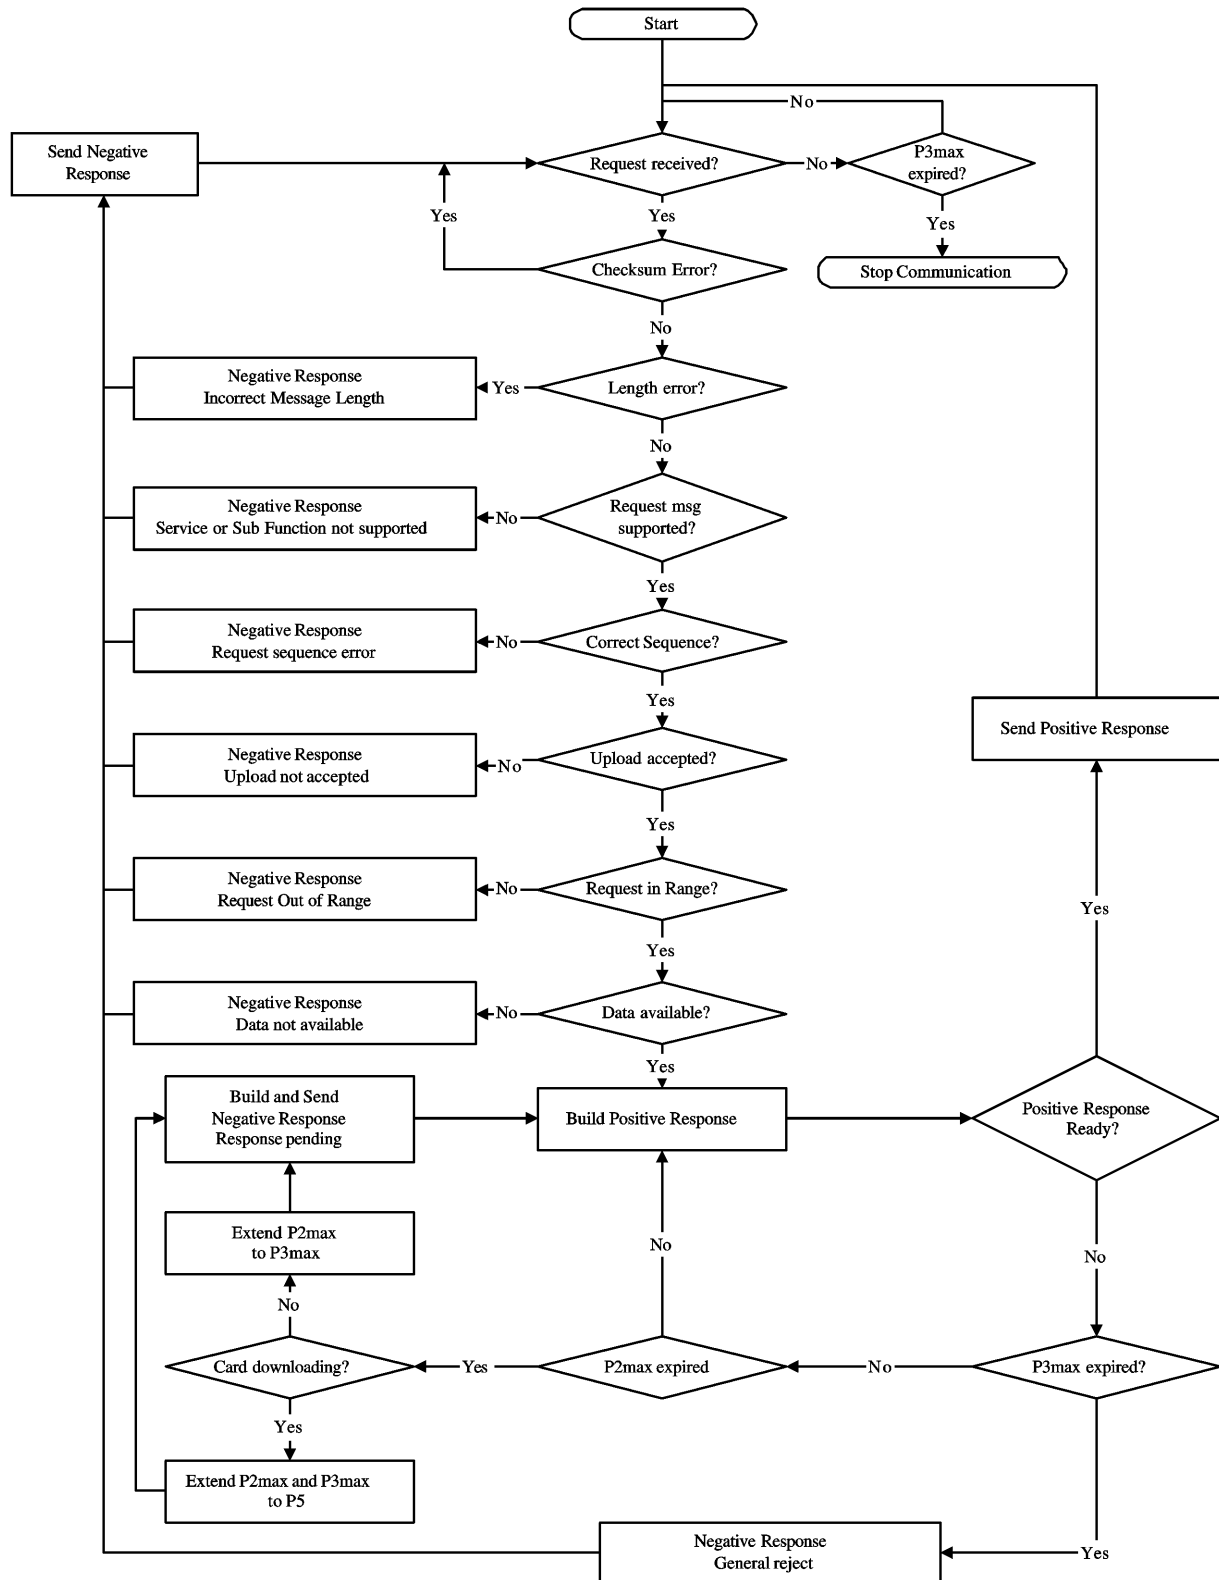 Start
No
Send Negative
Response
Request received?
No
P3max
expired?
Yes
Yes
Yes
Checksum Error?
Stop Communication
No
Negative Response
Incorrect Message Length
Yes
Length error?
No
Negative Response
Service or Sub Function not supported
No
Request msg
supported?
Yes
Negative Response
Request sequence error
No
Correct Sequence?
Yes
Send Positive Response
Negative Response
Upload not accepted
No
Upload accepted?
Yes
Negative Response
Request Out of Range
No
Request in Range?
Yes
Yes
Negative Response
Data not available
No
Data available?
Yes
Build and Send
Negative Response
Response pending
Build Positive Response
Positive Response
Ready?
Extend P2max
to P3max
No
No
No
Card downloading?
Yes
P2max expired
No
P3max expired?
Yes
Extend P2max and P3max
to P5
Negative Response
General reject
Yes